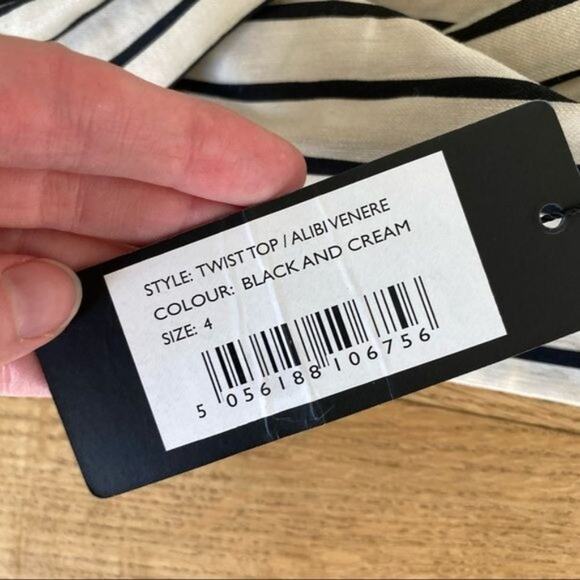 STYLE: TWIST TOP / ALIBI VENERE
COLOUR: BLACK AND CREAM
SIZE: 4
5 056188 106756